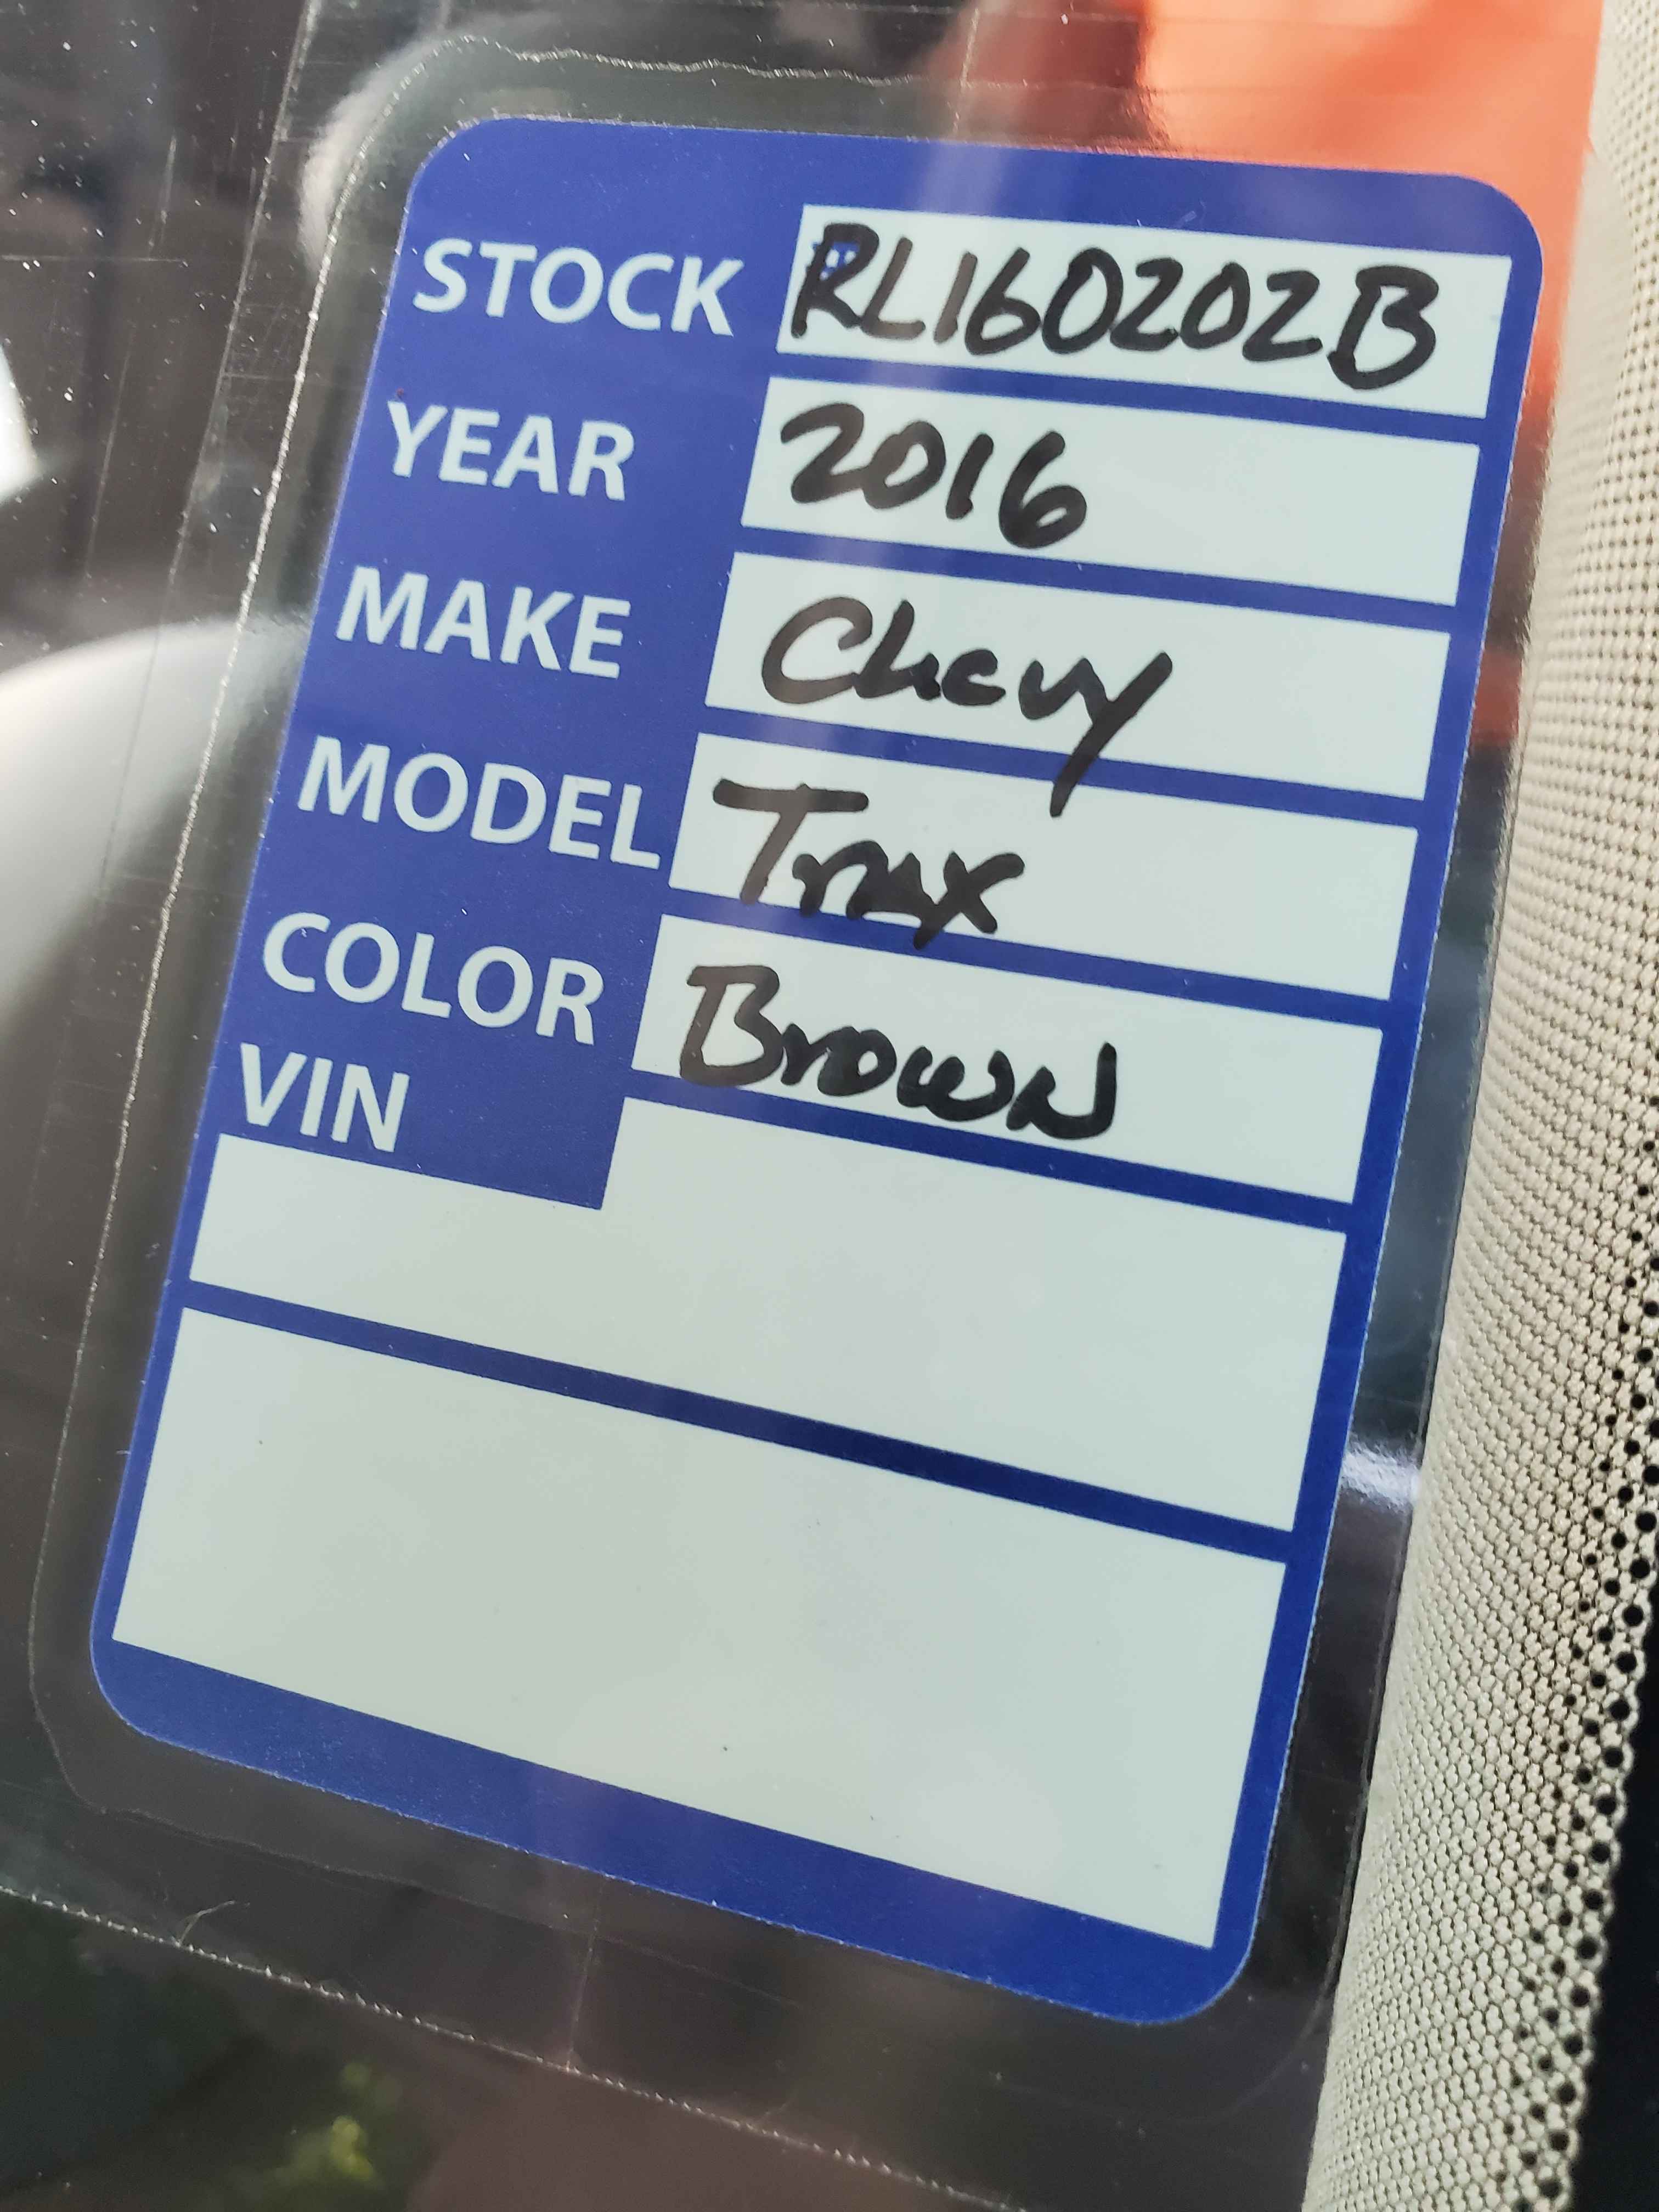 STOCK RL160202B
YEAR 2016
MAKE Chevy
MODEL Trax
COLOR Brown
VIN